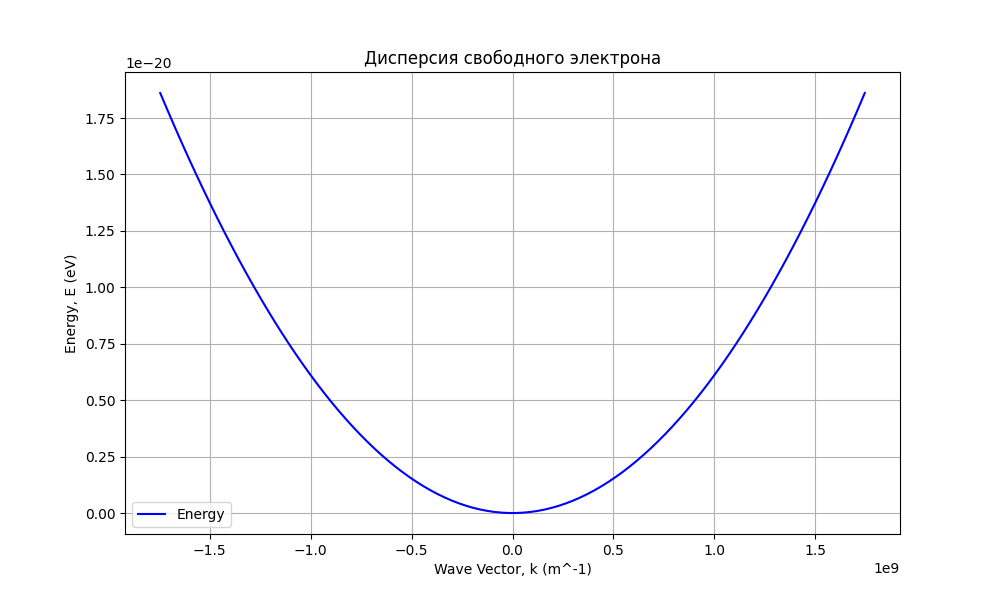 Дисперсия свободного электрона
1e−20
1.75
1.50
1.25
1.00
0.75
0.50
0.25
0.00
Energy, E (eV)
Energy
−1.5
−1.0
−0.5
0.0
0.5
1.0
1.5
Wave Vector, k (m^-1)
1e9